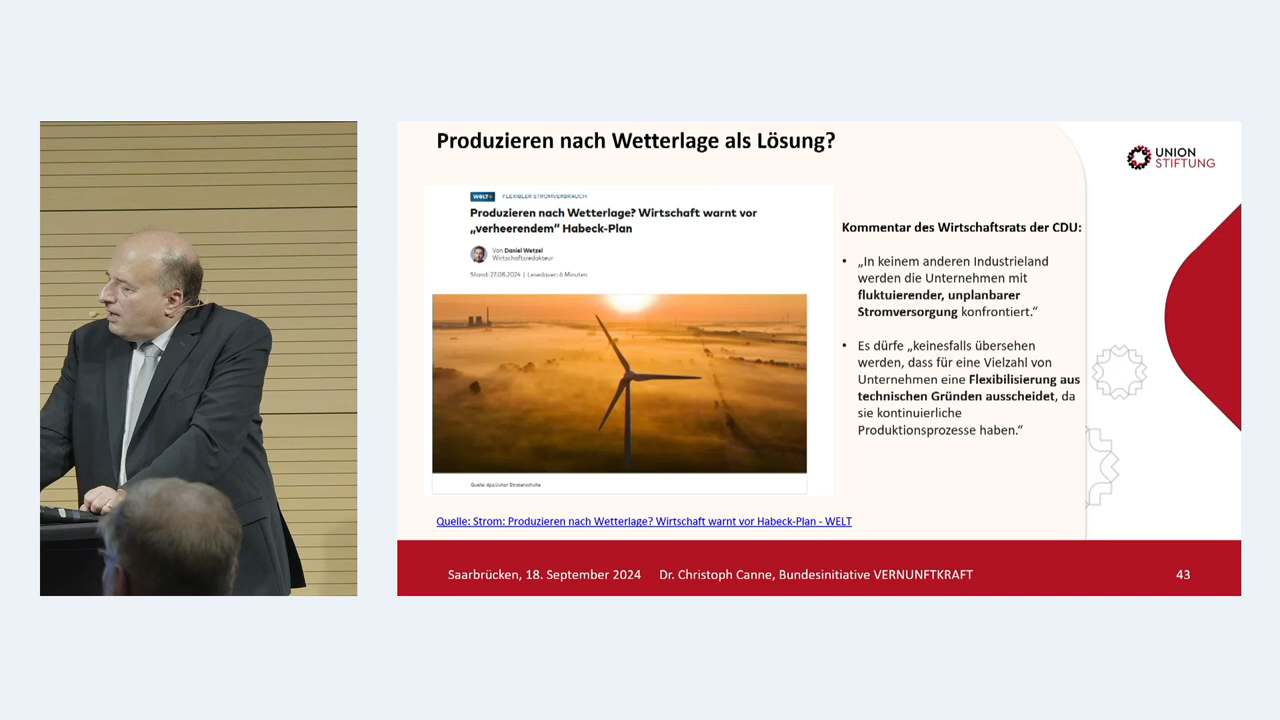 Produzieren nach Wetterlage als Lösung?
UNION
STIFTUNG
WELT+ FLEXIBLER STROMVERBRAUCH
Produzieren nach Wetterlage? Wirtschaft warnt vor
„verheerendem“ Habeck-Plan
Von Daniel Wetzel
Wirtschaftsredakteur
Stand: 27.08.2024 | Lesedauer: 6 Minuten
Quelle: dpa/Julian Stratenschulte
Kommentar des Wirtschaftsrats der CDU:
• „In keinem anderen Industrieland
werden die Unternehmen mit
fluktuierender, unplanbarer
Stromversorgung konfrontiert.“
• Es dürfe „keinesfalls übersehen
werden, dass für eine Vielzahl von
Unternehmen eine Flexibilisierung aus
technischen Gründen ausscheidet, da
sie kontinuierliche
Produktionsprozesse haben.“
Quelle: Strom: Produzieren nach Wetterlage? Wirtschaft warnt vor Habeck-Plan - WELT
Saarbrücken, 18. September 2024 Dr. Christoph Canne, Bundesinitiative VERNUNFTKRAFT 43